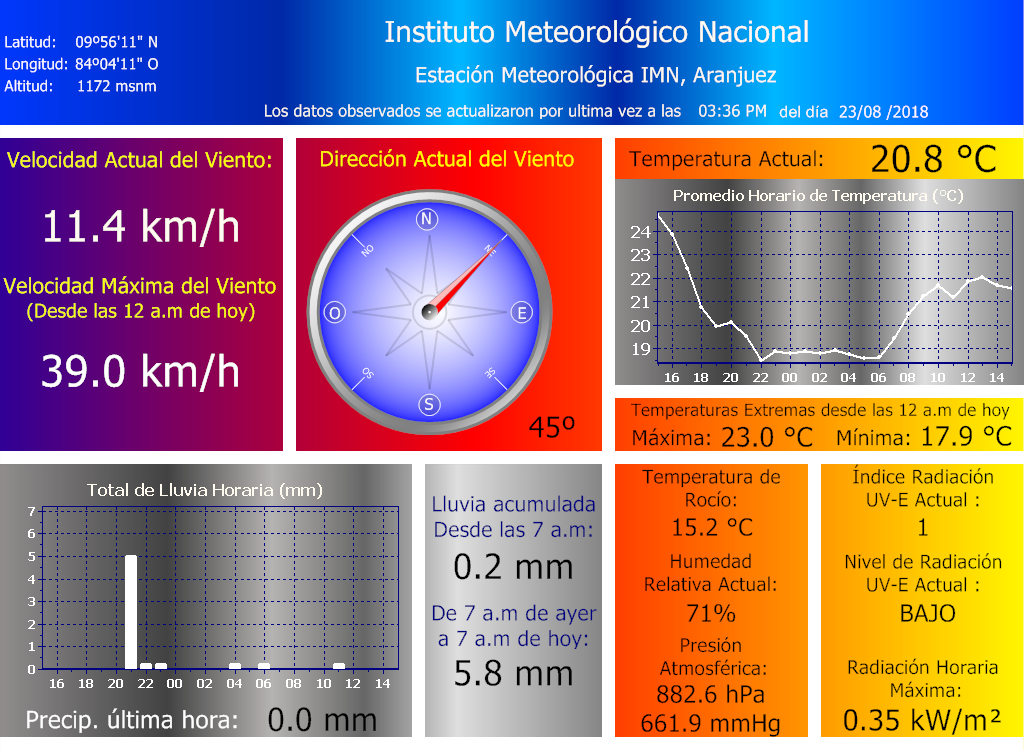 Instituto Meteorológico Nacional
Latitud: 09º56'11" N
Longitud: 84º04'11" O
Altitud: 1172 msnm
Estación Meteorológica IMN, Aranjuez
Los datos observados se actualizaron por ultima vez a las 03:36 PM del día 23/08 /2018
Velocidad Actual del Viento:
11.4 km/h
Velocidad Máxima del Viento
(Desde las 12 a.m de hoy)
39.0 km/h
Dirección Actual del Viento
N
NO
NE
O
E
SO
SE
S
45º
Temperatura Actual: 20.8 °C
Promedio Horario de Temperatura (°C)
24
23
22
21
20
19
16 18 20 22 00 02 04 06 08 10 12 14
Temperaturas Extremas desde las 12 a.m de hoy
Máxima: 23.0 °C Mínima: 17.9 °C
Total de Lluvia Horaria (mm)
7
6
5
4
3
2
1
0
16 18 20 22 00 02 04 06 08 10 12 14
Precip. última hora: 0.0 mm
Lluvia acumulada
Desde las 7 a.m:
0.2 mm
De 7 a.m de ayer
a 7 a.m de hoy:
5.8 mm
Temperatura de
Rocío:
15.2 °C
Humedad
Relativa Actual:
71%
Presión
Atmosférica:
882.6 hPa
661.9 mmHg
Índice Radiación
UV-E Actual :
1
Nivel de Radiación
UV-E Actual :
BAJO
Radiación Horaria
Máxima:
0.35 kW/m²